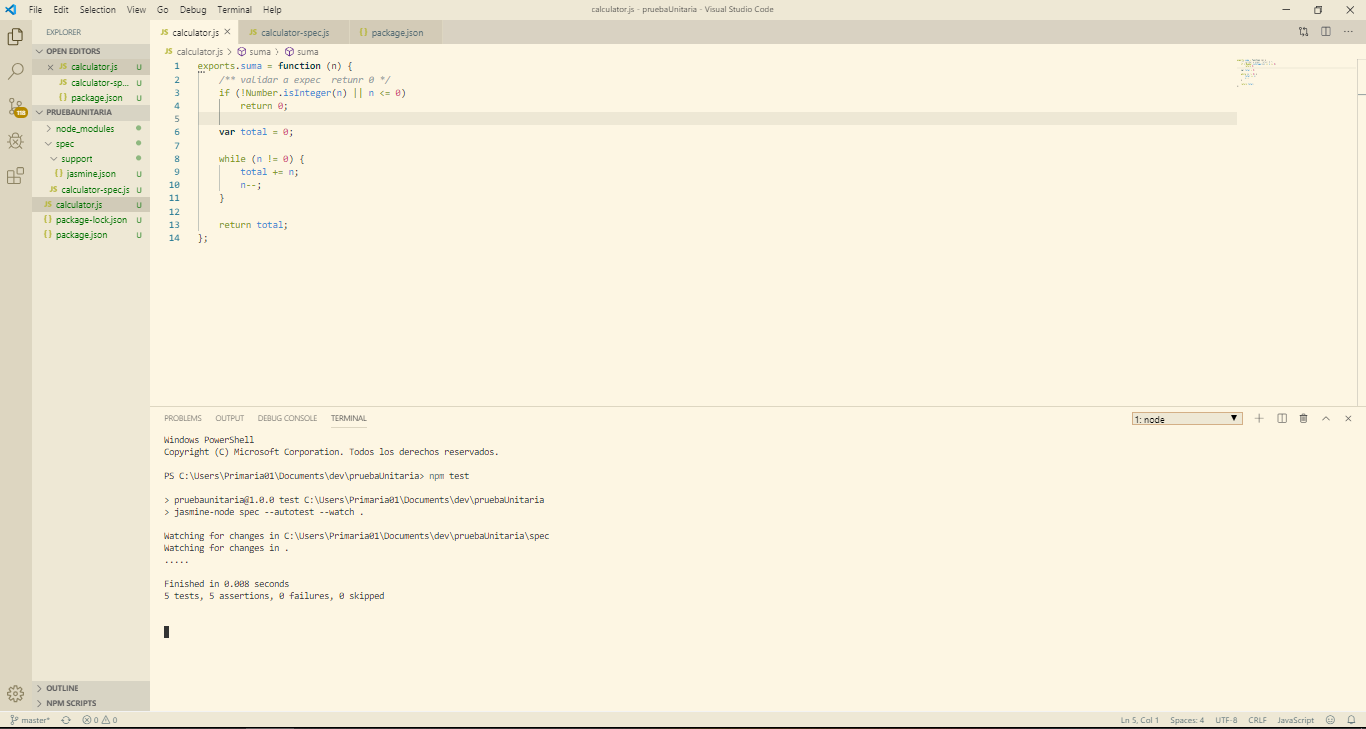 File Edit Selection View Go Debug Terminal Help
calculator.js - pruebaUnitaria - Visual Studio Code
EXPLORER
OPEN EDITORS
JS calculator.js U
JS calculator-sp... U
{} package.json U
PRUEBAUNITARIA
node_modules
spec
support
{} jasmine.json U
JS calculator-spec.js U
JS calculator.js U
{} package-lock.json U
{} package.json U
OUTLINE
NPM SCRIPTS
JS calculator.js
JS calculator-spec.js
{} package.json
JS calculator.js > suma > suma
1 exports.suma = function (n) {
2 /** validar a expec  retunr 0 */
3 if (!Number.isInteger(n) || n <= 0)
4 return 0;
5
6 var total = 0;
7
8 while (n != 0) {
9 total += n;
10 n--;
11 }
12
13 return total;
14 };
PROBLEMS OUTPUT DEBUG CONSOLE TERMINAL
1: node
Windows PowerShell
Copyright (C) Microsoft Corporation. Todos los derechos reservados.
PS C:\Users\Primaria01\Documents\dev\pruebaUnitaria> npm test
> pruebaunitaria@1.0.0 test C:\Users\Primaria01\Documents\dev\pruebaUnitaria
> jasmine-node spec --autotest --watch .
Watching for changes in C:\Users\Primaria01\Documents\dev\pruebaUnitaria\spec
Watching for changes in .
.....
Finished in 0.008 seconds
5 tests, 5 assertions, 0 failures, 0 skipped
master* 0 0
Ln 5, Col 1 Spaces: 4 UTF-8 CRLF JavaScript